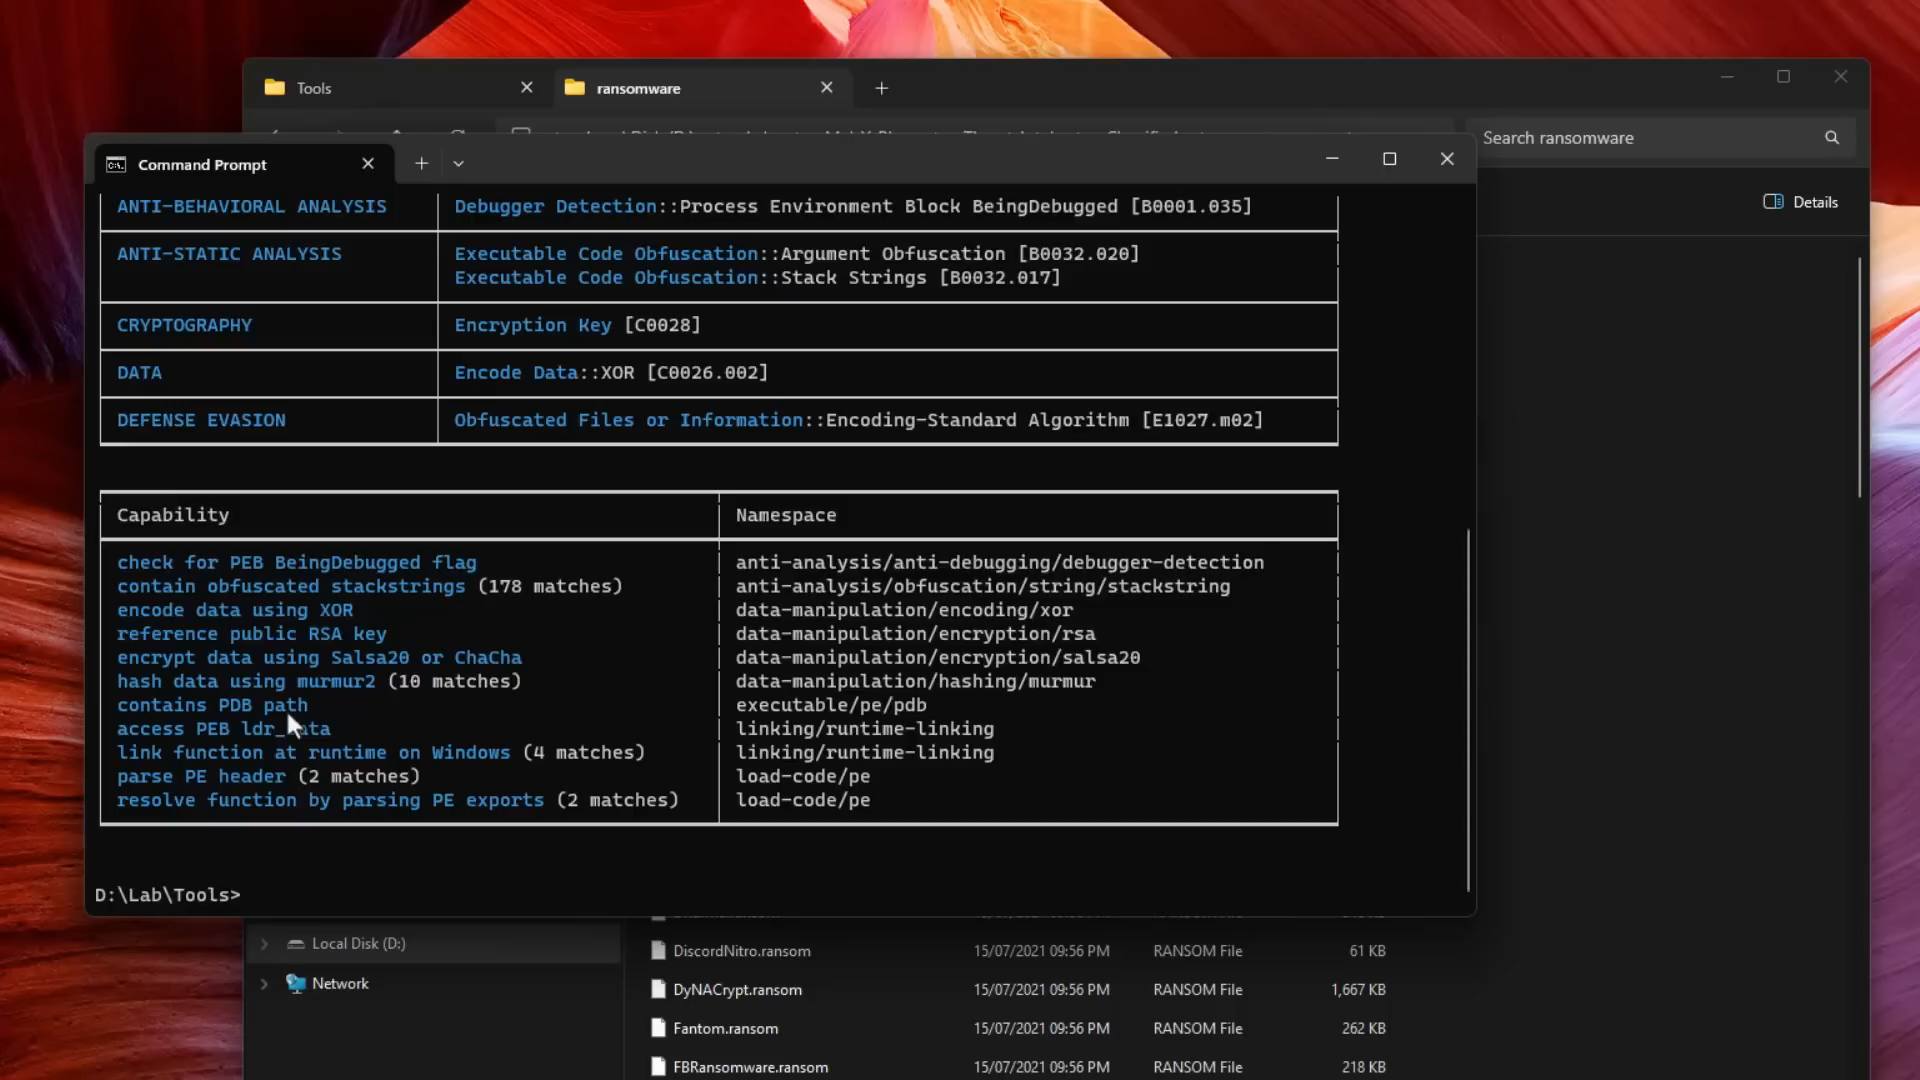 Tools
ransomware
Search ransomware
Command Prompt
Details
ANTI-BEHAVIORAL ANALYSIS Debugger Detection::Process Environment Block BeingDebugged [B0001.035]
ANTI-STATIC ANALYSIS Executable Code Obfuscation::Argument Obfuscation [B0032.020]
Executable Code Obfuscation::Stack Strings [B0032.017]
CRYPTOGRAPHY Encryption Key [C0028]
DATA Encode Data::XOR [C0026.002]
DEFENSE EVASION Obfuscated Files or Information::Encoding-Standard Algorithm [E1027.m02]
Capability Namespace
check for PEB BeingDebugged flag anti-analysis/anti-debugging/debugger-detection
contain obfuscated stackstrings (178 matches) anti-analysis/obfuscation/string/stackstring
encode data using XOR data-manipulation/encoding/xor
reference public RSA key data-manipulation/encryption/rsa
encrypt data using Salsa20 or ChaCha data-manipulation/encryption/salsa20
hash data using murmur2 (10 matches) data-manipulation/hashing/murmur
contains PDB path executable/pe/pdb
access PEB ldr_data linking/runtime-linking
link function at runtime on Windows (4 matches) linking/runtime-linking
parse PE header (2 matches) load-code/pe
resolve function by parsing PE exports (2 matches) load-code/pe
D:\Lab\Tools>
Local Disk (D:)
Network
DiscordNitro.ransom 15/07/2021 09:56 PM RANSOM File 61 KB
DyNACrypt.ransom 15/07/2021 09:56 PM RANSOM File 1,667 KB
Fantom.ransom 15/07/2021 09:56 PM RANSOM File 262 KB
FBRansomware.ransom 15/07/2021 09:56 PM RANSOM File 218 KB